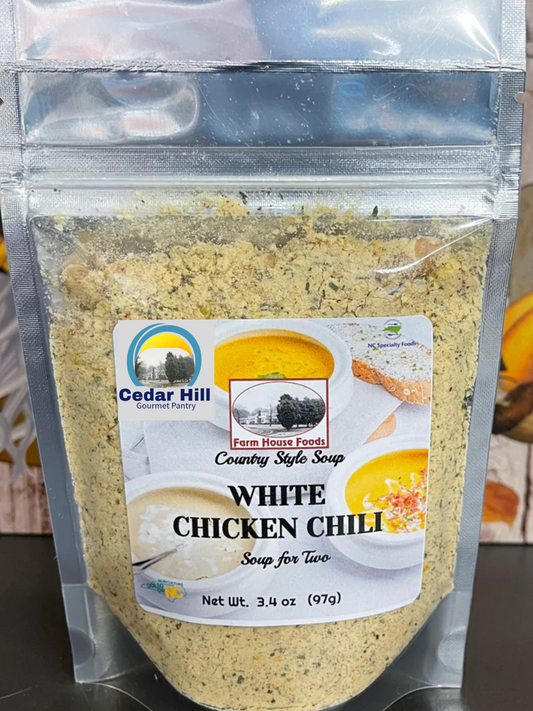 NC Specialty Foods
Cedar Hill
Gourmet Pantry
Farm House Foods
Country Style Soup
WHITE
CHICKEN CHILI
Soup for Two
Net Wt. 3.4 oz (97g)